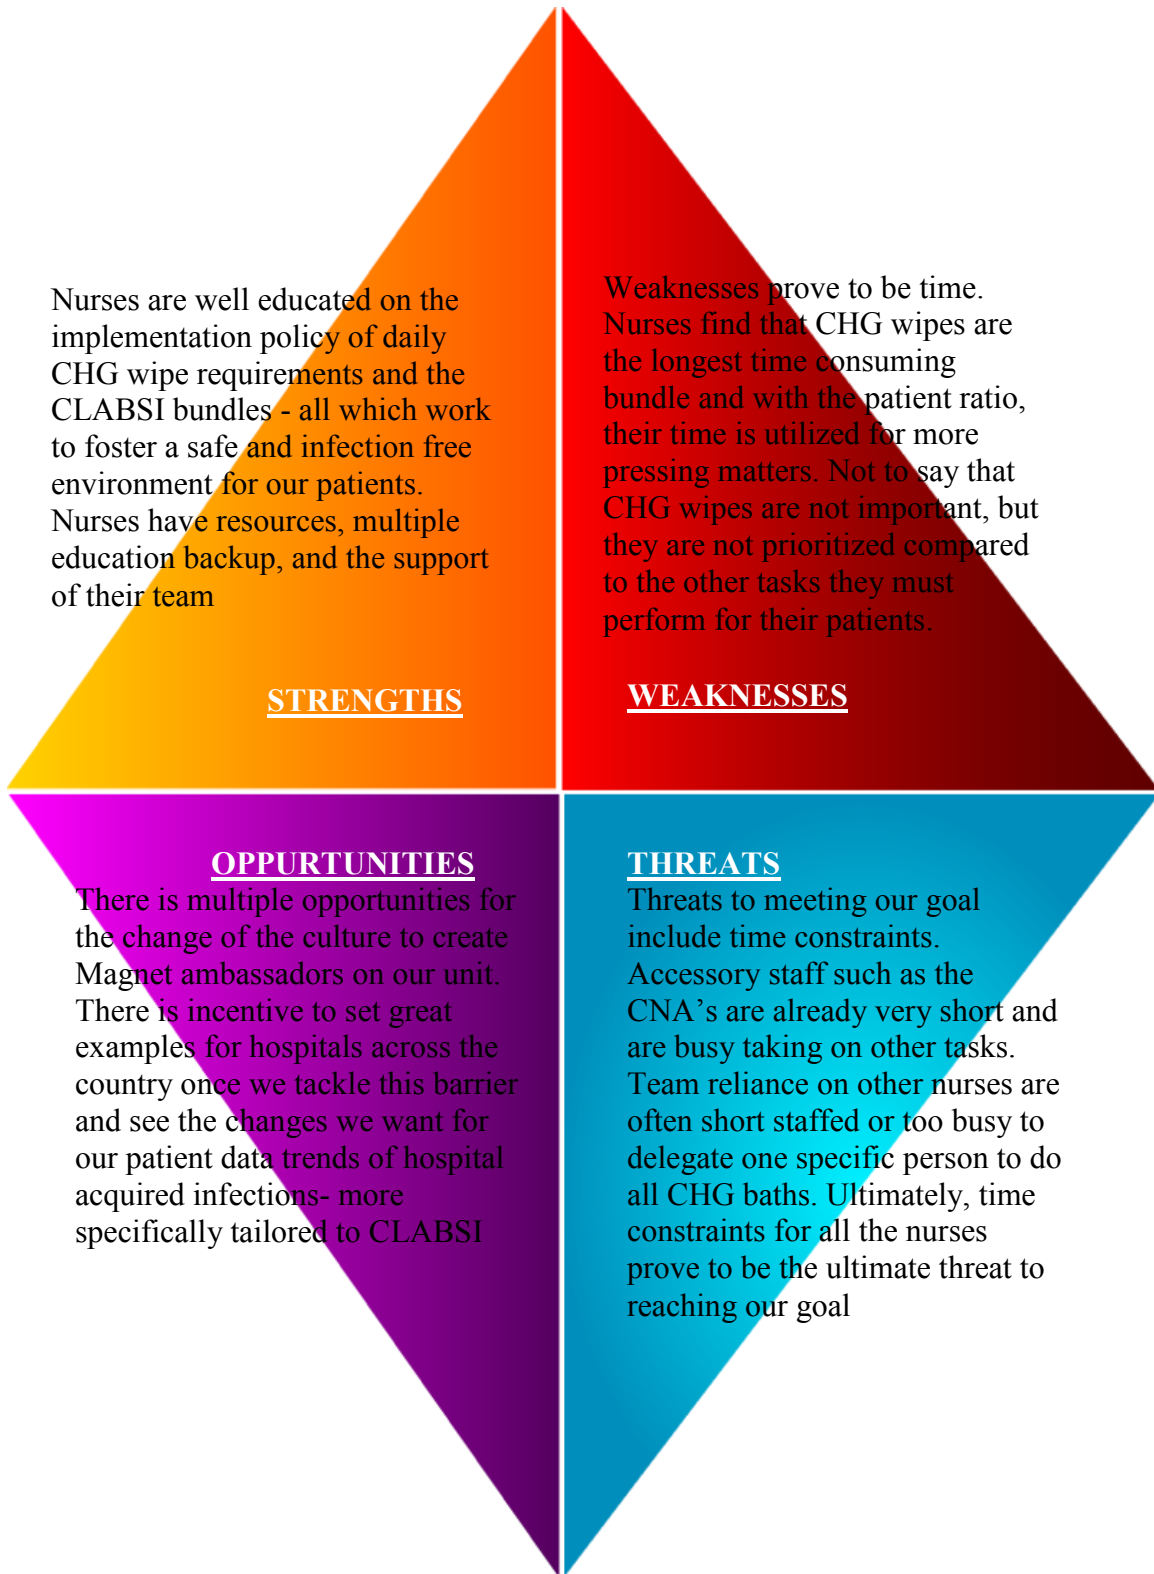 Nurses are well educated on the
implementation policy of daily
CHG wipe requirements and the
CLABSI bundles - all which work
to foster a safe and infection free
environment for our patients.
Nurses have resources, multiple
education backup, and the support
of their team
STRENGTHS
Weaknesses prove to be time.
Nurses find that CHG wipes are
the longest time consuming
bundle and with the patient ratio,
their time is utilized for more
pressing matters. Not to say that
CHG wipes are not important, but
they are not prioritized compared
to the other tasks they must
perform for their patients.
WEAKNESSES
OPPURTUNITIES
There is multiple opportunities for
the change of the culture to create
Magnet ambassadors on our unit.
There is incentive to set great
examples for hospitals across the
country once we tackle this barrier
and see the changes we want for
our patient data trends of hospital
acquired infections- more
specifically tailored to CLABSI
THREATS
Threats to meeting our goal
include time constraints.
Accessory staff such as the
CNA’s are already very short and
are busy taking on other tasks.
Team reliance on other nurses are
often short staffed or too busy to
delegate one specific person to do
all CHG baths. Ultimately, time
constraints for all the nurses
prove to be the ultimate threat to
reaching our goal